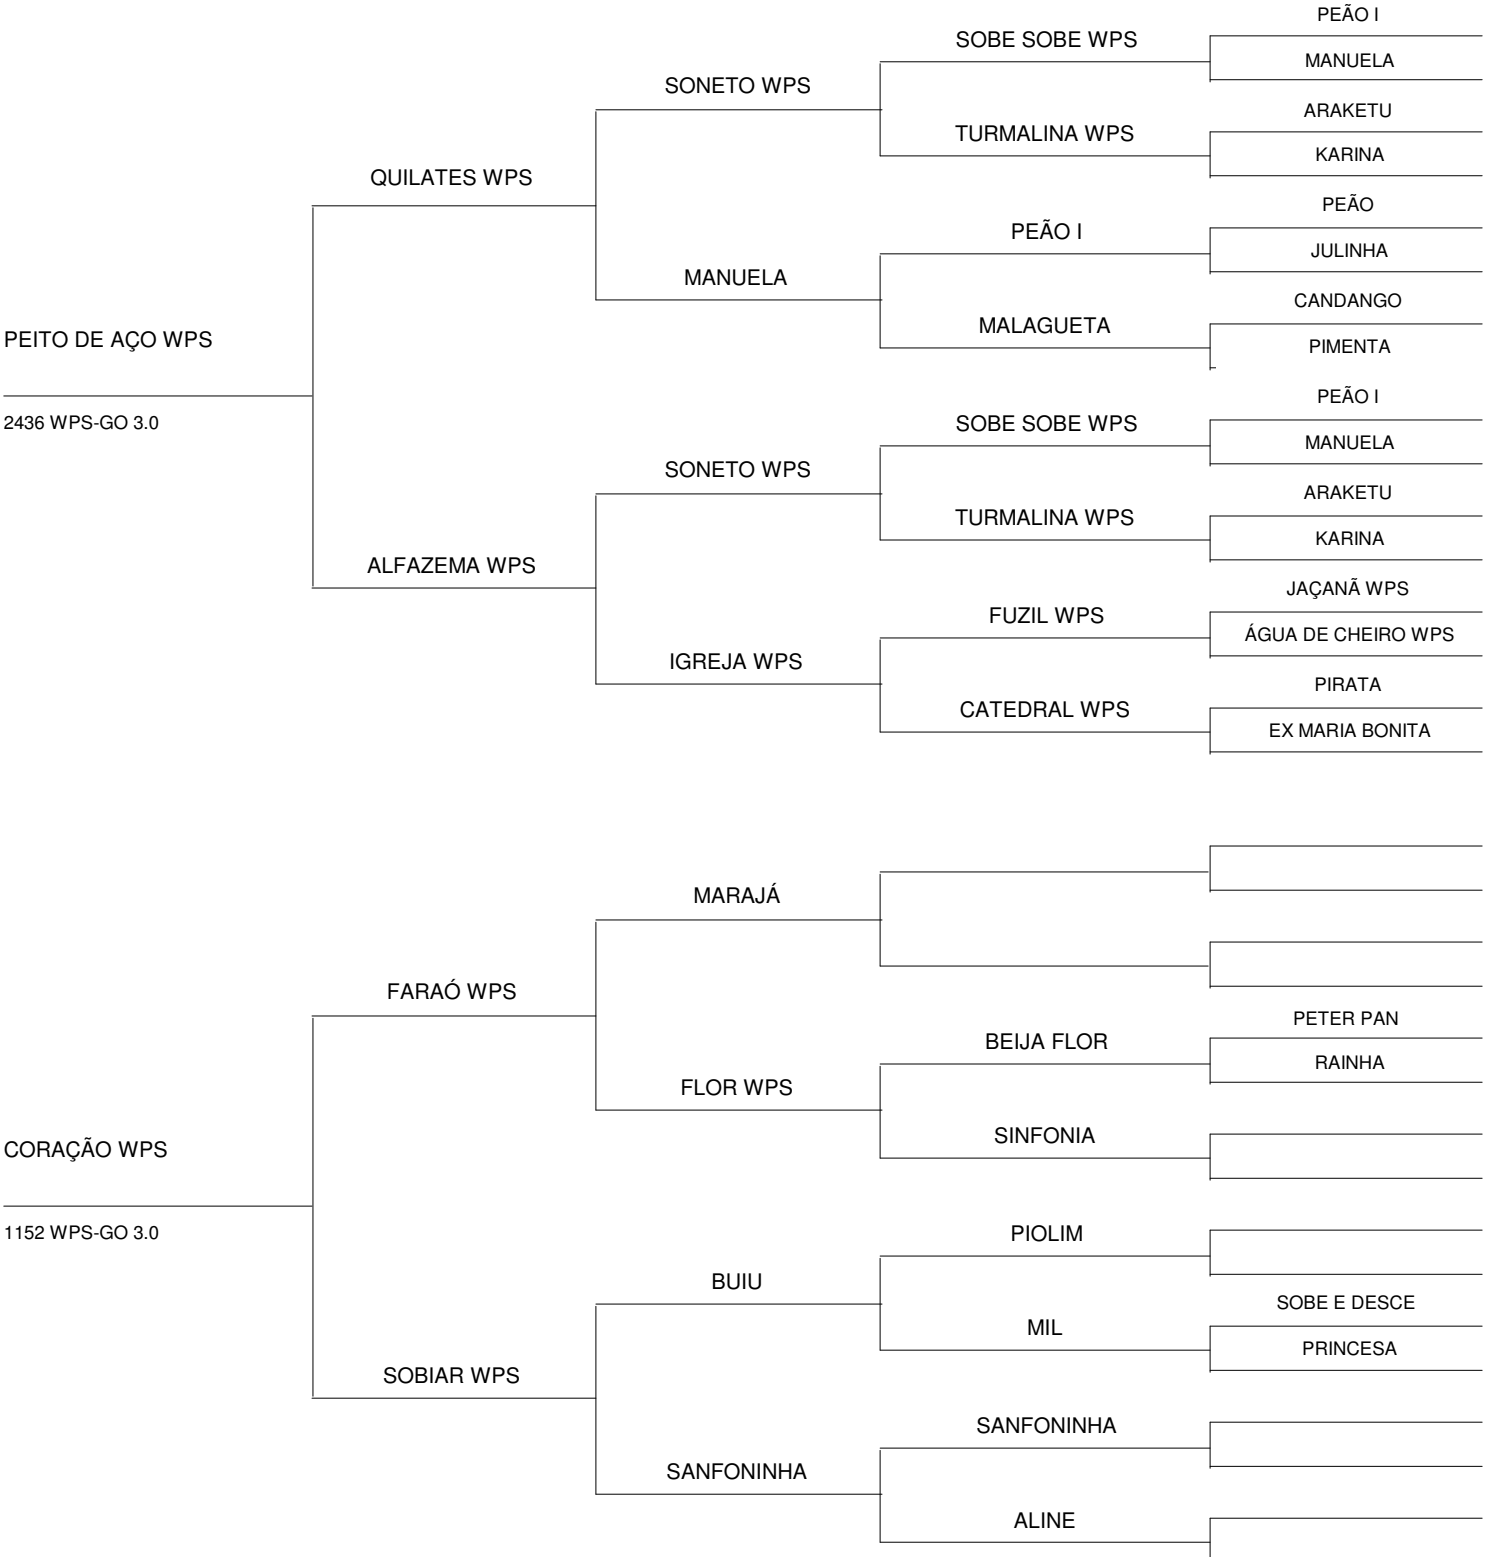 PEÃO I
SOBE SOBE WPS
MANUELA
SONETO WPS
ARAKETU
TURMALINA WPS
KARINA
QUILATES WPS
PEÃO
PEÃO I
JULINHA
MANUELA
CANDANGO
MALAGUETA
PIMENTA
PEITO DE AÇO WPS
2436 WPS-GO 3.0
PEÃO I
SOBE SOBE WPS
MANUELA
SONETO WPS
ARAKETU
TURMALINA WPS
KARINA
ALFAZEMA WPS
JAÇANÃ WPS
FUZIL WPS
ÁGUA DE CHEIRO WPS
IGREJA WPS
PIRATA
CATEDRAL WPS
EX MARIA BONITA
MARAJÁ
FARAÓ WPS
PETER PAN
BEIJA FLOR
RAINHA
FLOR WPS
SINFONIA
CORAÇÃO WPS
1152 WPS-GO 3.0
PIOLIM
BUIU
SOBE E DESCE
MIL
PRINCESA
SOBIAR WPS
SANFONINHA
SANFONINHA
ALINE